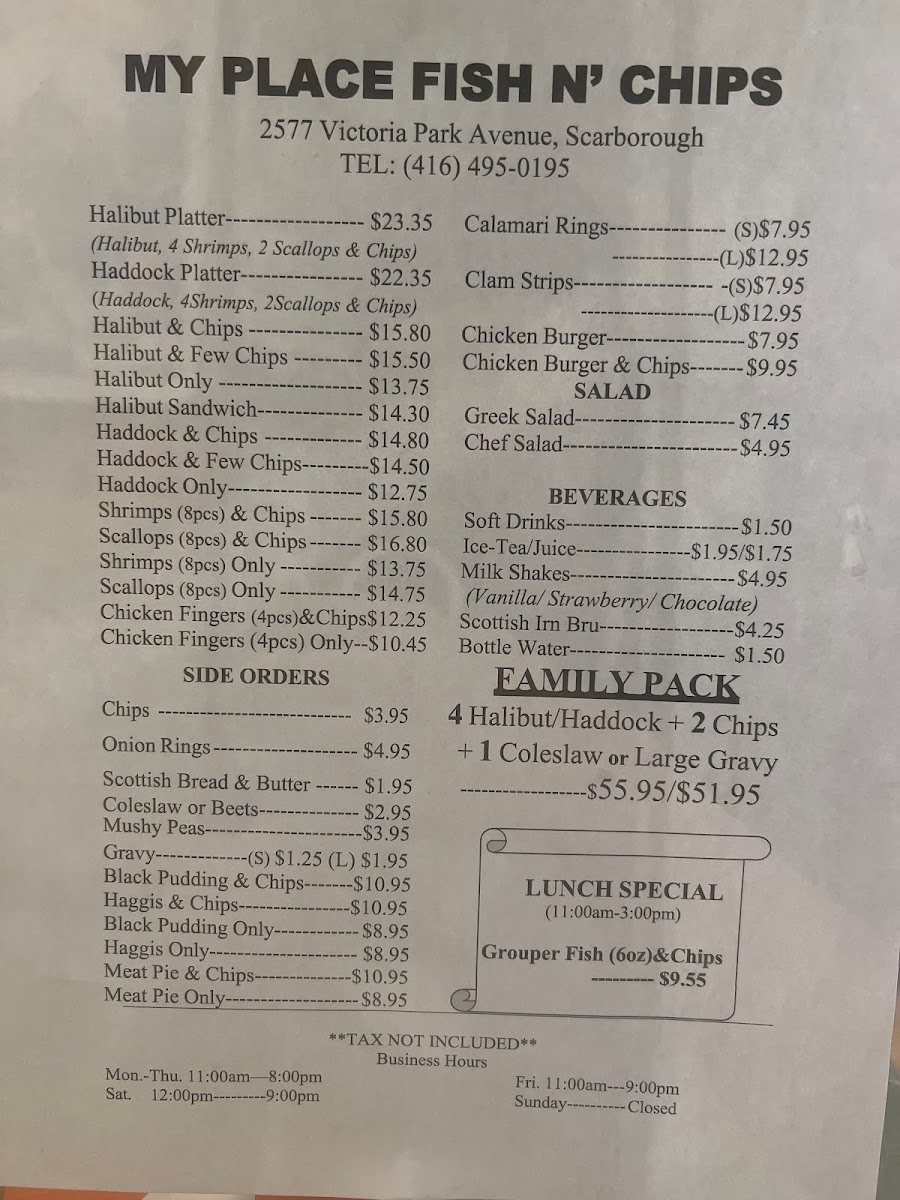 MY PLACE FISH N' CHIPS
2577 Victoria Park Avenue, Scarborough
TEL: (416) 495-0195
Halibut Platter------------------ $23.35
(Halibut, 4 Shrimps, 2 Scallops & Chips)
Haddock Platter---------------- $22.35
(Haddock, 4Shrimps, 2Scallops & Chips)
Halibut & Chips --------------- $15.80
Halibut & Few Chips --------- $15.50
Halibut Only ------------------- $13.75
Halibut Sandwich-------------- $14.30
Haddock & Chips ------------- $14.80
Haddock & Few Chips---------$14.50
Haddock Only------------------ $12.75
Shrimps (8pcs) & Chips ------- $15.80
Scallops (8pcs) & Chips ------- $16.80
Shrimps (8pcs) Only ----------- $13.75
Scallops (8pcs) Only ----------- $14.75
Chicken Fingers (4pcs)&Chips$12.25
Chicken Fingers (4pcs) Only--$10.45
SIDE ORDERS
Chips ---------------------------- $3.95
Onion Rings -------------------- $4.95
Scottish Bread & Butter ------ $1.95
Coleslaw or Beets-------------- $2.95
Mushy Peas-----------------------$3.95
Gravy-------------(S) $1.25 (L) $1.95
Black Pudding & Chips-------$10.95
Haggis & Chips----------------$10.95
Black Pudding Only------------ $8.95
Haggis Only--------------------- $8.95
Meat Pie & Chips--------------$10.95
Meat Pie Only-------------------$8.95
Calamari Rings---------------- (S)$7.95
----------------(L)$12.95
Clam Strips-------------------- -(S)$7.95
--------------------(L)$12.95
Chicken Burger--------------------$7.95
Chicken Burger & Chips-------$9.95
SALAD
Greek Salad----------------------- $7.45
Chef Salad-------------------------$4.95
BEVERAGES
Soft Drinks-------------------------$1.50
Ice-Tea/Juice----------------$1.95/$1.75
Milk Shakes------------------------$4.95
(Vanilla/ Strawberry/ Chocolate)
Scottish Irn Bru-------------------$4.25
Bottle Water----------------------- $1.50
FAMILY PACK
4 Halibut/Haddock + 2 Chips
+ 1 Coleslaw or Large Gravy
------------------$55.95/$51.95
LUNCH SPECIAL
(11:00am-3:00pm)
Grouper Fish (6oz)&Chips
--------- $9.55
**TAX NOT INCLUDED**
Business Hours
Mon.-Thu. 11:00am—8:00pm
Sat. 12:00pm---------9:00pm
Fri. 11:00am---9:00pm
Sunday----------Closed